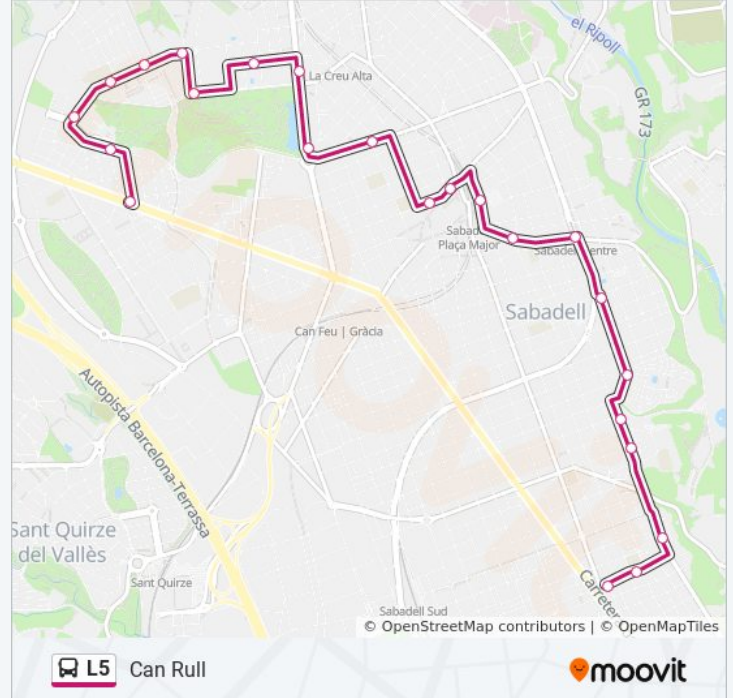 el Ripoll
La Creu Alta
GR 173
Sabadell
Plaça Major
Sabadell Centre
Sabadell
Can Feu | Gràcia
Autopista Barcelona-Terrassa
Sant Quirze
del Vallès
Sant Quirze
Carretera
Sabadell Sud
© OpenStreetMap contributors | © OpenMapTiles
L5 Can Rull
moovit